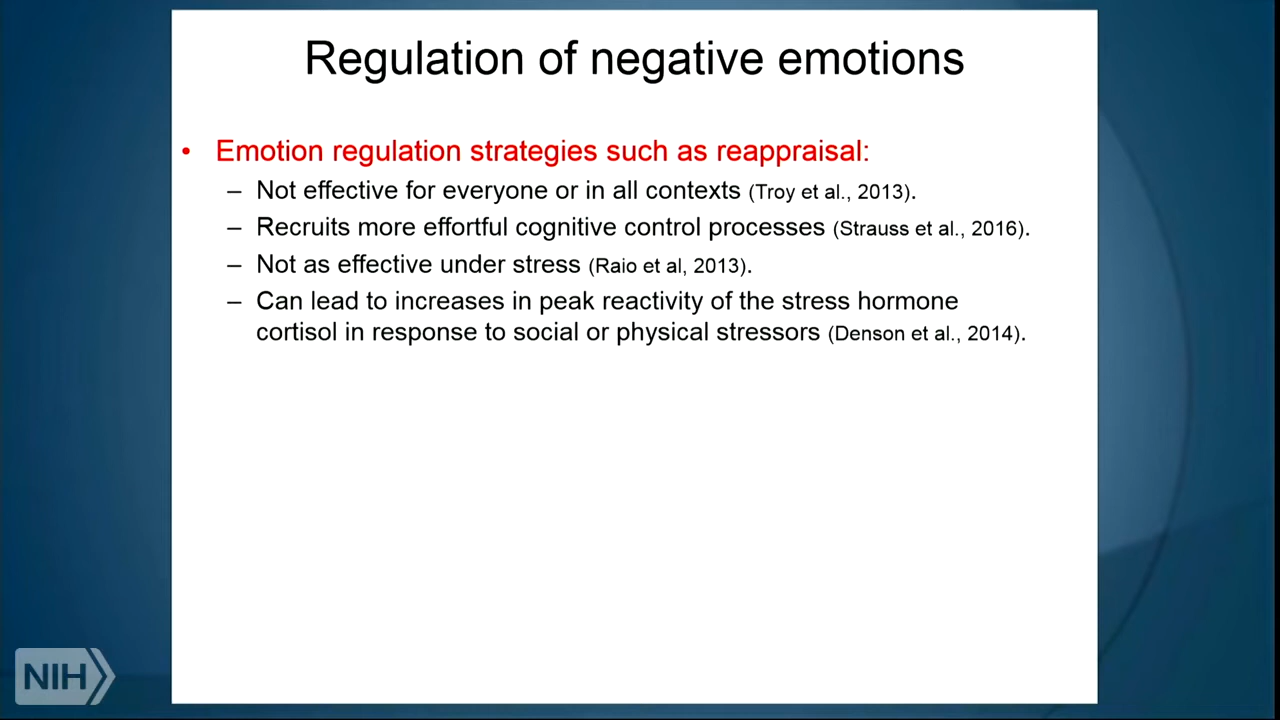 Regulation of negative emotions
• Emotion regulation strategies such as reappraisal:
– Not effective for everyone or in all contexts (Troy et al., 2013).
– Recruits more effortful cognitive control processes (Strauss et al., 2016).
– Not as effective under stress (Raio et al, 2013).
– Can lead to increases in peak reactivity of the stress hormone
cortisol in response to social or physical stressors (Denson et al., 2014).
NIH